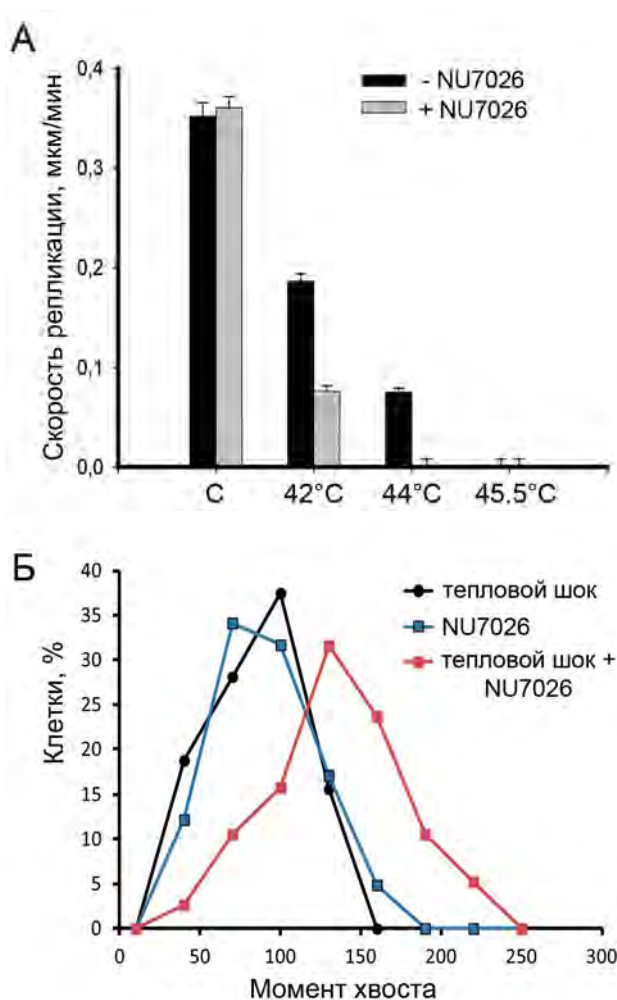 А
Скорость репликации, мкм/мин
0,4
0,3
0,2
0,1
0,0
- NU7026
+ NU7026
C
42°C
44°C
45.5°C
Б
Клетки, %
40
35
30
25
20
15
10
5
0
тепловой шок
NU7026
тепловой шок +
NU7026
0
50
100
150
200
250
300
Момент хвоста